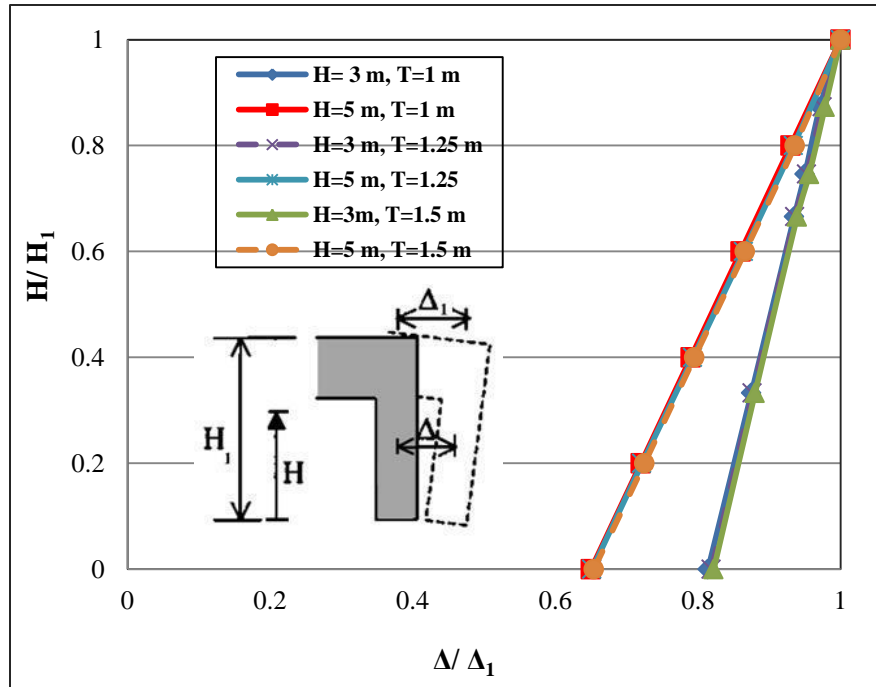 1
0.8
0.6
0.4
0.2
0
H/ H₁
H= 3 m, T=1 m
H=5 m, T=1 m
H=3 m, T=1.25 m
H=5 m, T=1.25
H=3m, T=1.5 m
H=5 m, T=1.5 m
Δ₁
H₁
H
Δ
0 0.2 0.4 0.6 0.8 1
Δ/ Δ₁